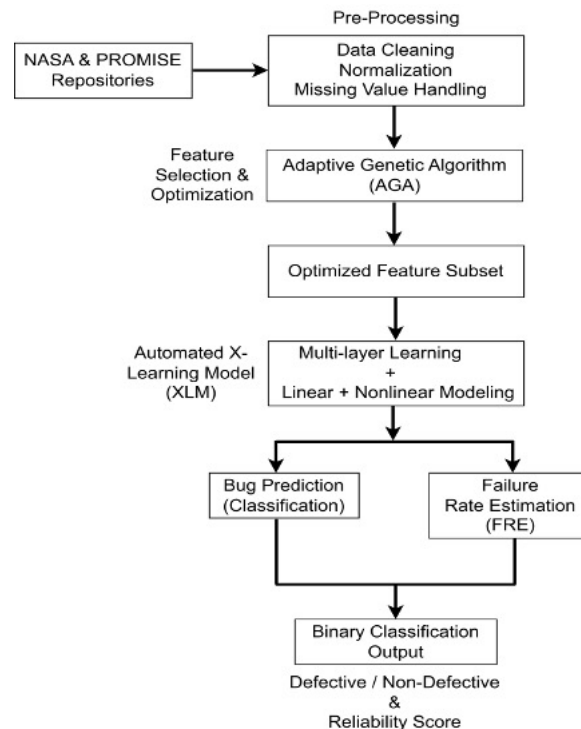 Pre-Processing
NASA & PROMISE
Repositories
Data Cleaning
Normalization
Missing Value Handling
Feature
Selection &
Optimization
Adaptive Genetic Algorithm
(AGA)
Optimized Feature Subset
Automated X-
Learning Model
(XLM)
Multi-layer Learning
+
Linear + Nonlinear Modeling
Bug Prediction
(Classification)
Failure
Rate Estimation
(FRE)
Binary Classification
Output
Defective / Non-Defective
&
Reliability Score